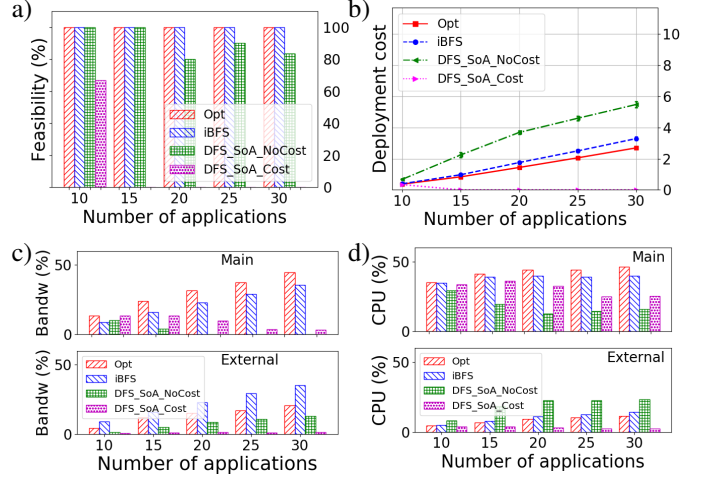 a)
Feasibility (%)
100
80
60
40
20
0
Opt
iBFS
DFS_SoA_NoCost
DFS_SoA_Cost
10 15 20 25 30
Number of applications
b)
Deployment cost
10
8
6
4
2
0
Opt
iBFS
DFS_SoA_NoCost
DFS_SoA_Cost
10 15 20 25 30
Number of applications
c)
Bandw (%)
50
0
Main
Bandw (%)
50
0
External
Opt
iBFS
DFS_SoA_NoCost
DFS_SoA_Cost
10 15 20 25 30
Number of applications
d)
CPU (%)
50
0
Main
CPU (%)
50
0
External
Opt
iBFS
DFS_SoA_NoCost
DFS_SoA_Cost
10 15 20 25 30
Number of applications